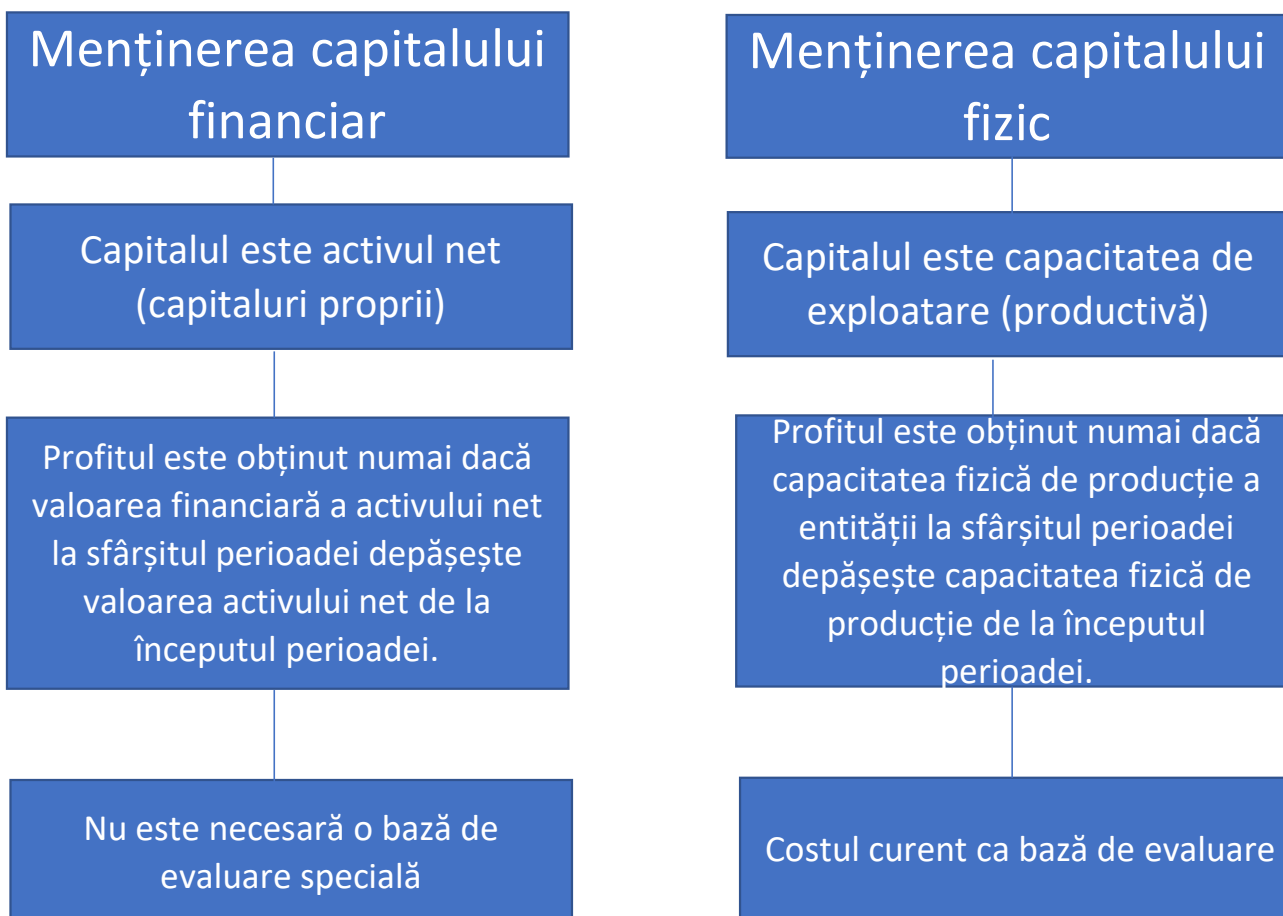 Menținerea capitalului
financiar
Capitalul este activul net
(capitaluri proprii)
Profitul este obținut numai dacă
valoarea financiară a activului net
la sfârșitul perioadei depășește
valoarea activului net de la
începutul perioadei.
Nu este necesară o bază de
evaluare specială
Menținerea capitalului
fizic
Capitalul este capacitatea de
exploatare (productivă)
Profitul este obținut numai dacă
capacitatea fizică de producție a
entității la sfârșitul perioadei
depășește capacitatea fizică de
producție de la începutul
perioadei.
Costul curent ca bază de evaluare